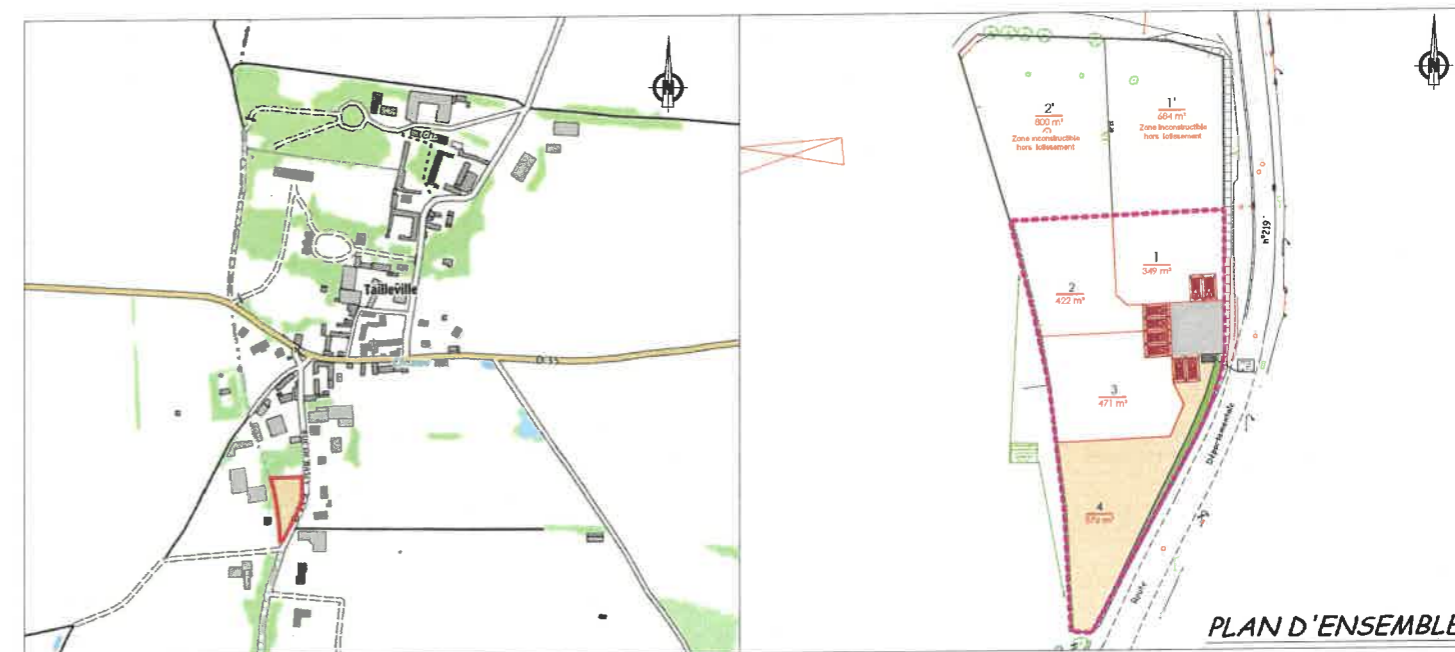 N
Tailleville
D.35
N
2'
800 m²
Zone inconstructible
hors lotissement
1'
684 m²
Zone inconstructible
hors lotissement
n°219
1
349 m²
2
422 m²
3
471 m²
4
Route
Départementale
PLAN D'ENSEMBLE